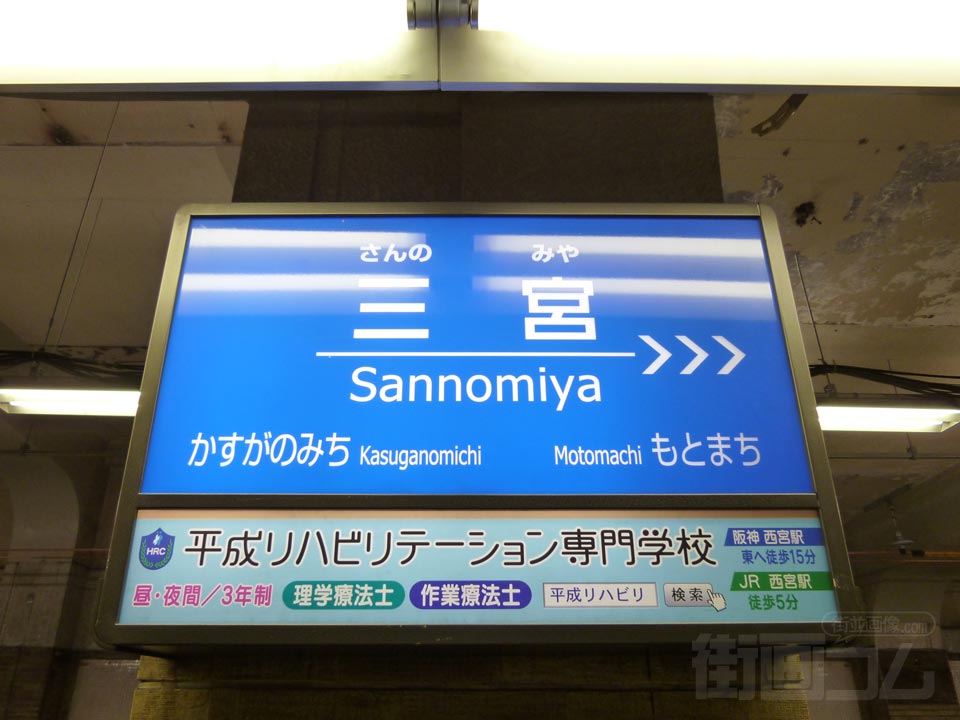 さんの みや
三宮
Sannomiya
かすがのみち Kasuganomichi Motomachi もとまち
HRC 平成リハビリテーション専門学校
阪神 西宮駅
東へ徒歩15分
昼・夜間／3年制 理学療法士 作業療法士 平成リハビリ 検索
JR 西宮駅
徒歩5分
街並画像.com
街画コム